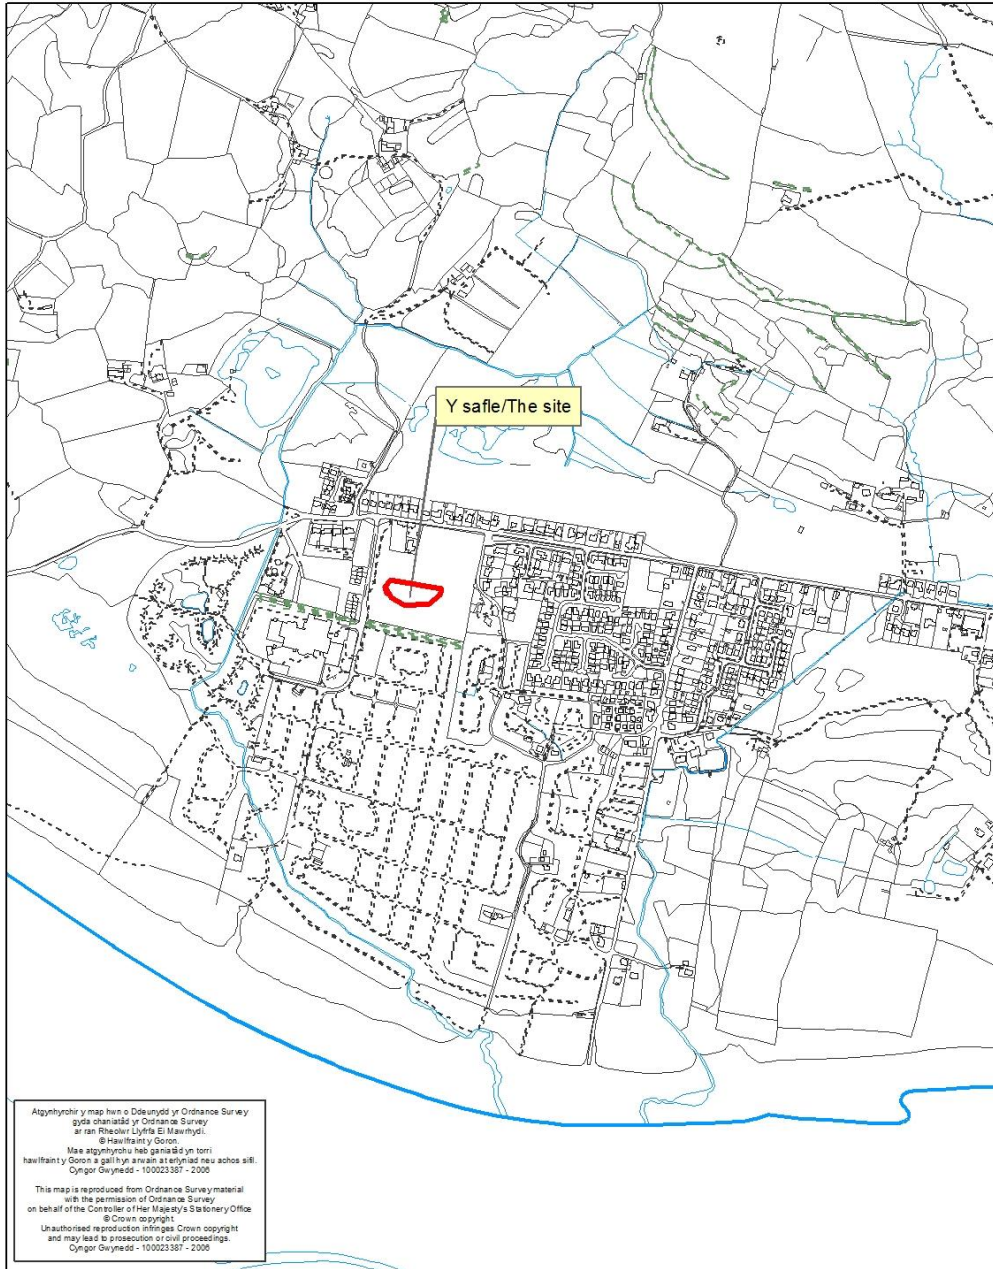 Y safle/The site
Atgynhyrchir y map hwn o Ddeunydd yr Ordnance Survey
gyda chaniatâd yr Ordnance Survey
ar ran Rheolwr Llyfrfa Ei Mawrhydi.
© Hawlfraint y Goron.
Mae atgynhyrchu heb ganiatâd yn torri
hawlfraint y Goron a gall hyn arwain at erlyniad neu achos sifil.
Cyngor Gwynedd - 100023387 - 2006
This map is reproduced from Ordnance Survey material
with the permission of Ordnance Survey
on behalf of the Controller of Her Majesty's Stationery Office
© Crown copyright.
Unauthorised reproduction infringes Crown copyright
and may lead to prosecution or civil proceedings.
Cyngor Gwynedd - 100023387 - 2006